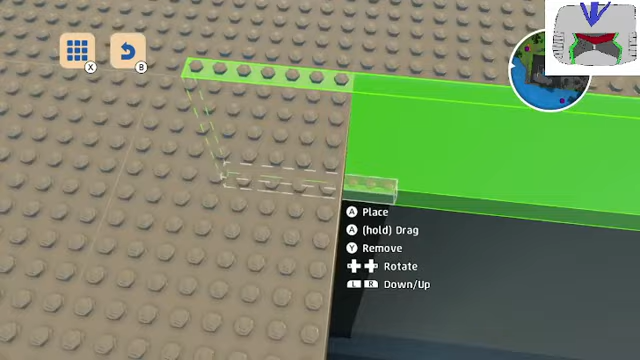 X
B
A Place
A (hold) Drag
Y Remove
Rotate
L R Down/Up